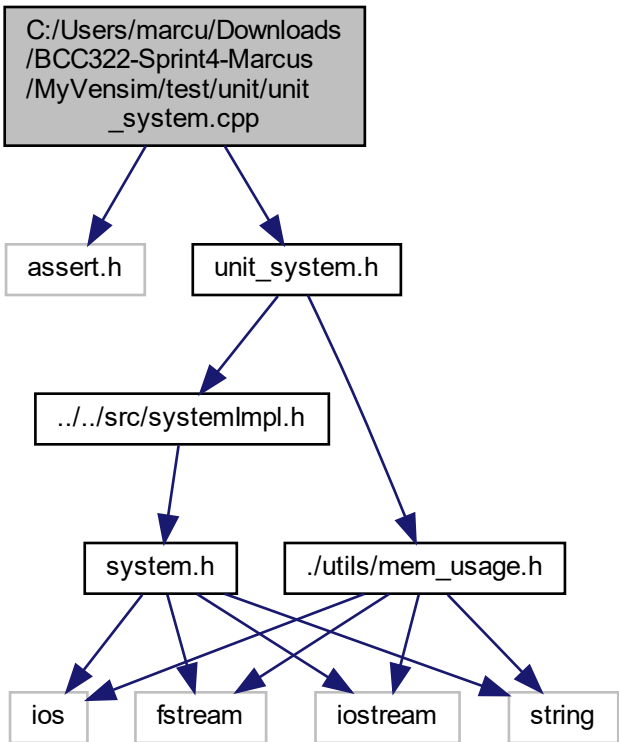 C:/Users/marcu/Downloads
/BCC322-Sprint4-Marcus
/MyVensim/test/unit/unit
_system.cpp
assert.h
unit_system.h
../../src/systemImpl.h
system.h
./utils/mem_usage.h
ios
fstream
iostream
string